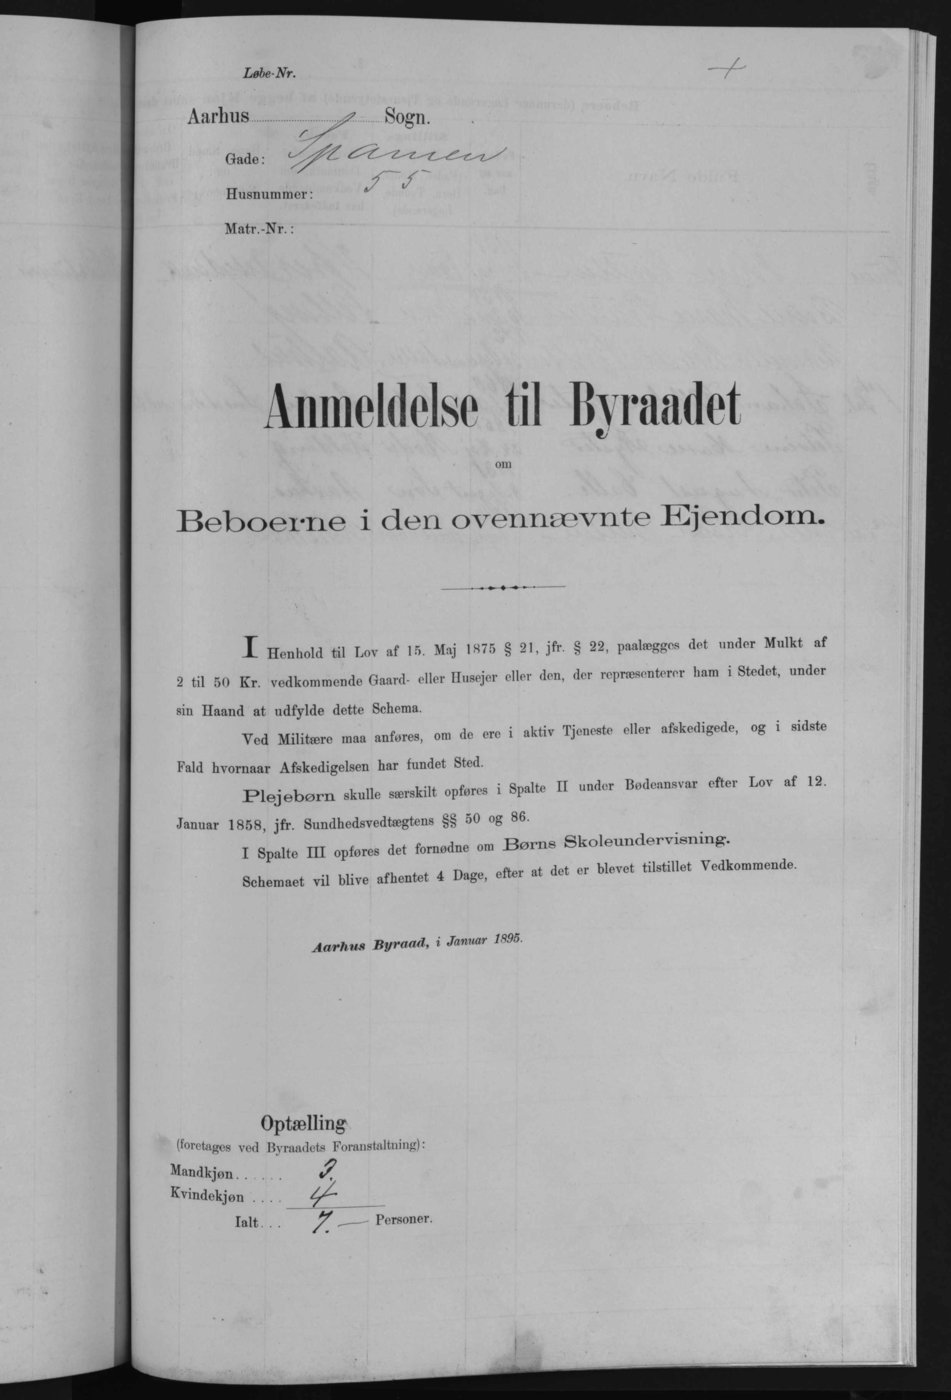 Løbe-Nr.
+
Aarhus Sogn.
Gade: Spanien
Husnummer: 55
Matr.-Nr.:
Anmeldelse til Byraadet
om
Beboerne i den ovennævnte Ejendom.
I Henhold til Lov af 15. Maj 1875 § 21, jfr. § 22, paalægges det under Mulkt af
2 til 50 Kr. vedkommende Gaard- eller Husejer eller den, der repræsenterer ham i Stedet, under
sin Haand at udfylde dette Schema.
Ved Militære maa anføres, om de ere i aktiv Tjeneste eller afskedigede, og i sidste
Fald hvornaar Afskedigelsen har fundet Sted.
Plejebørn skulle særskilt opføres i Spalte II under Bødeansvar efter Lov af 12.
Januar 1858, jfr. Sundhedsvedtægtens §§ 50 og 86.
I Spalte III opføres det fornødne om Børns Skoleundervisning.
Schemaet vil blive afhentet 4 Dage, efter at det er blevet tilstillet Vedkommende.
Aarhus Byraad, i Januar 1895.
Optælling
(foretages ved Byraadets Foranstaltning):
Mandkjøn...... 3.
Kvindekjøn .... 4
Ialt... 7.— Personer.